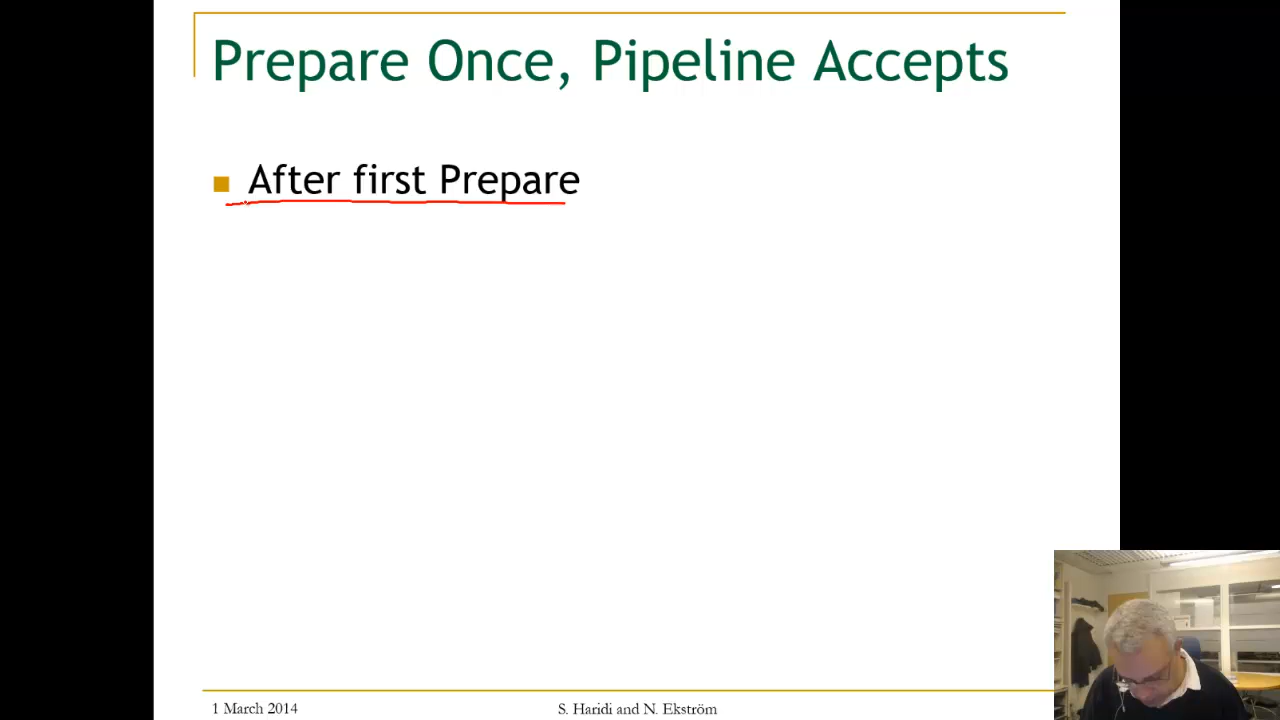 Prepare Once, Pipeline Accepts
After first Prepare
1 March 2014
S. Haridi and N. Ekström